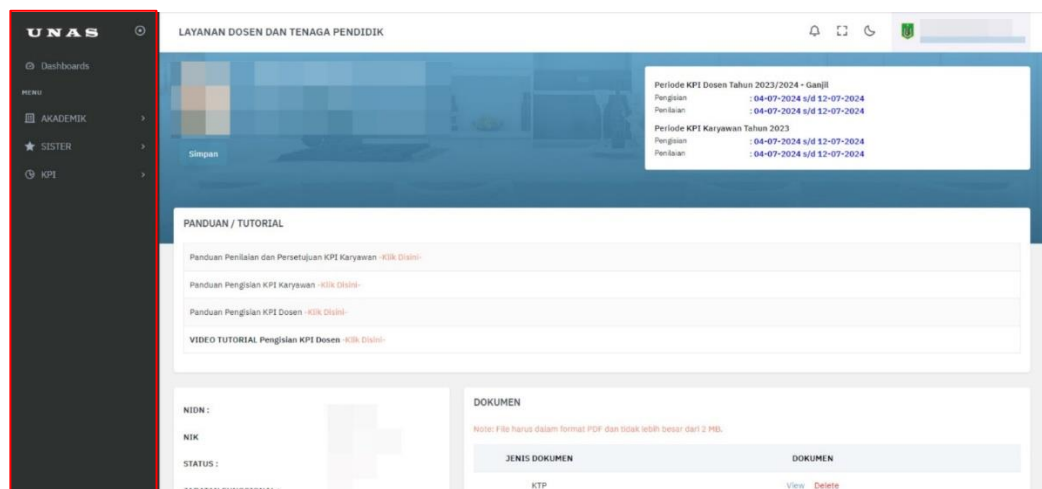 UNAS
LAYANAN DOSEN DAN TENAGA PENDIDIK
Dashboards
MENU
AKADEMIK
SISTER
KPI
Simpan
Periode KPI Dosen Tahun 2023/2024 - Ganjil
Pengisian : 04-07-2024 s/d 12-07-2024
Penilaian : 04-07-2024 s/d 12-07-2024
Periode KPI Karyawan Tahun 2023
Pengisian : 04-07-2024 s/d 12-07-2024
Penilaian : 04-07-2024 s/d 12-07-2024
PANDUAN / TUTORIAL
Panduan Penilaian dan Persetujuan KPI Karyawan -Klik Disini-
Panduan Pengisian KPI Karyawan -Klik Disini-
Panduan Pengisian KPI Dosen -Klik Disini-
VIDEO TUTORIAL Pengisian KPI Dosen -Klik Disini-
NIDN :
NIK
STATUS :
DOKUMEN
Note: File harus dalam format PDF dan tidak lebih besar dari 2 MB.
JENIS DOKUMEN DOKUMEN
KTP View Delete